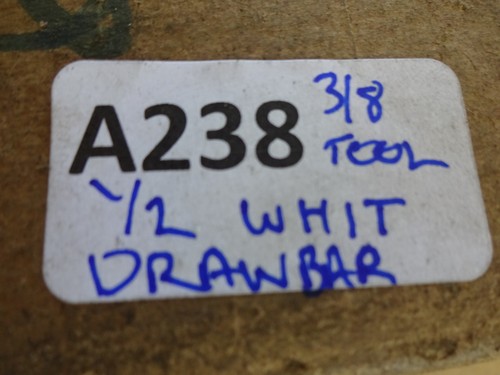 A238 3/8
TOOL
1/2 WHIT
DRAWBAR